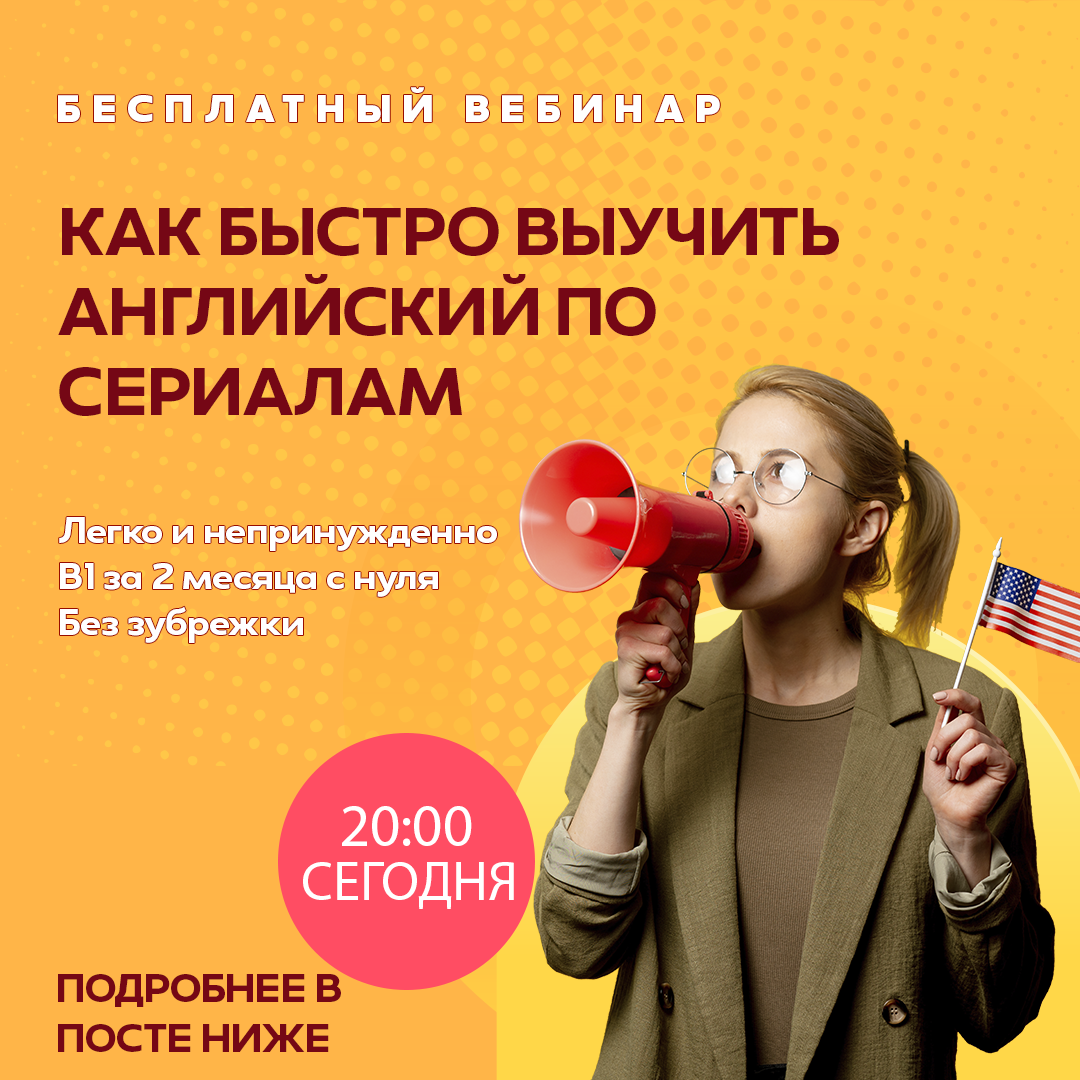 БЕСПЛАТНЫЙ ВЕБИНАР
КАК БЫСТРО ВЫУЧИТЬ
АНГЛИЙСКИЙ ПО
СЕРИАЛАМ
Легко и непринужденно
B1 за 2 месяца с нуля
Без зубрежки
20:00
СЕГОДНЯ
ПОДРОБНЕЕ В
ПОСТЕ НИЖЕ